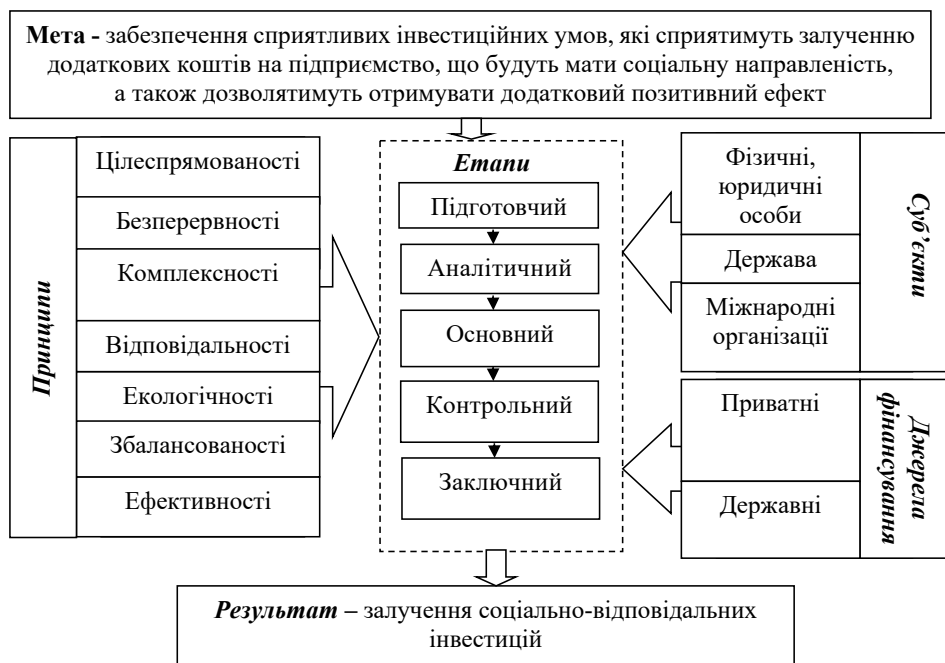 Мета - забезпечення сприятливих інвестиційних умов, які сприятимуть залученню
додаткових коштів на підприємство, що будуть мати соціальну направленість,
а також дозволятимуть отримувати додатковий позитивний ефект
Принципи
Цілеспрямованості
Безперервності
Комплексності
Відповідальності
Екологічності
Збалансованості
Ефективності
Етапи
Підготовчий
Аналітичний
Основний
Контрольний
Заключний
Фізичні,
юридичні
особи
Держава
Міжнародні
організації
Суб’єкти
Приватні
Державні
Джерела
фінансування
Результат – залучення соціально-відповідальних
інвестицій